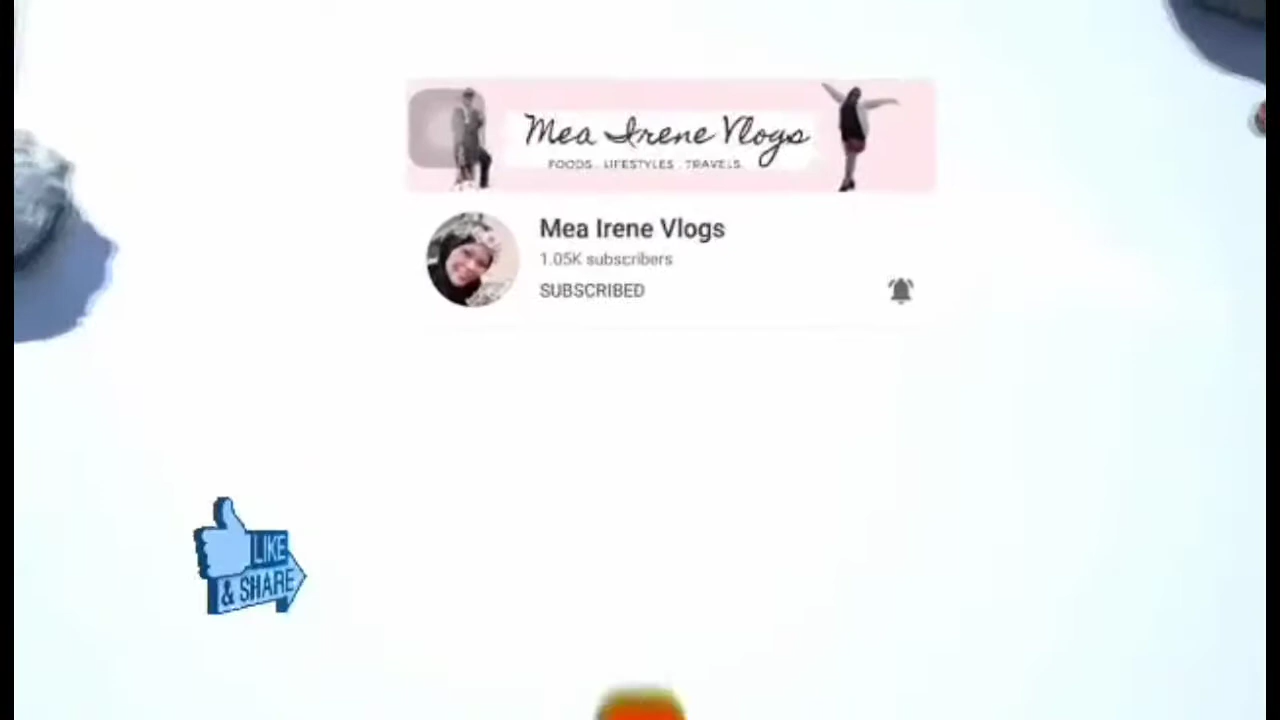 Mea Irene Vlogs
FOODS . LIFESTYLES . TRAVELS.
Mea Irene Vlogs
1.05K subscribers
SUBSCRIBED
LIKE
& SHARE